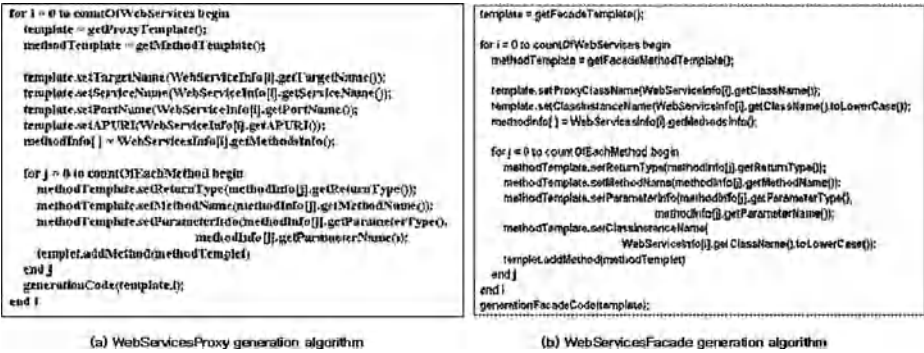 for i = 0 to countOfWebServices begin
template = getProxyTemplate();
methodTemplate = getMethodTemplate();
template.setTargetName(WebServiceInfo[i].getTargetName());
template.setServiceName(WebServiceInfo[i].getServiceName());
template.setPortName(WebServiceInfo[i].getPortName());
template.setAPURI(WebServiceInfo[i].getAPURI());
methodInfo[ ] = WebServicesInfo[i].getMethodsInfo();
for j = 0 to countOfEachMethod begin
methodTemplate.setReturnType(methodInfo[j].getReturnType());
methodTemplate.setMethodName(methodInfo[j].getMethodName());
methodTemplate.setParameterInfo(methodInfo[j].getParameterType(),
methodInfo[j].getParameterName());
templet.addMethod(methodTemplet)
end j
generationCode(template,i);
end i
(a) WebServicesProxy generation algorithm
template = getFacadeTemplate();
for i = 0 to countOfWebServices begin
methodTemplate = getFacadeMethodTemplate();
template.setProxyClassName(WebServiceInfo[i].getClassName());
template.setClassInstanceName(WebServiceInfo[i].getClassName().toLowerCase());
methodInfo[ ] = WebServicesInfo[i].getMethodsInfo();
for j = 0 to countOfEachMethod begin
methodTemplate.setReturnType(methodInfo[j].getReturnType());
methodTemplate.setMethodName(methodInfo[j].getMethodName());
methodTemplate.setParameterInfo(methodInfo[j].getParameterType(),
methodInfo[j].getParameterName());
methodTemplate.setClassInstanceName(
WebServiceInfo[i].getClassName().toLowerCase());
templet.addMethod(methodTemplet)
end j
end i
generationFacadeCode(template);
(b) WebServicesFacade generation algorithm